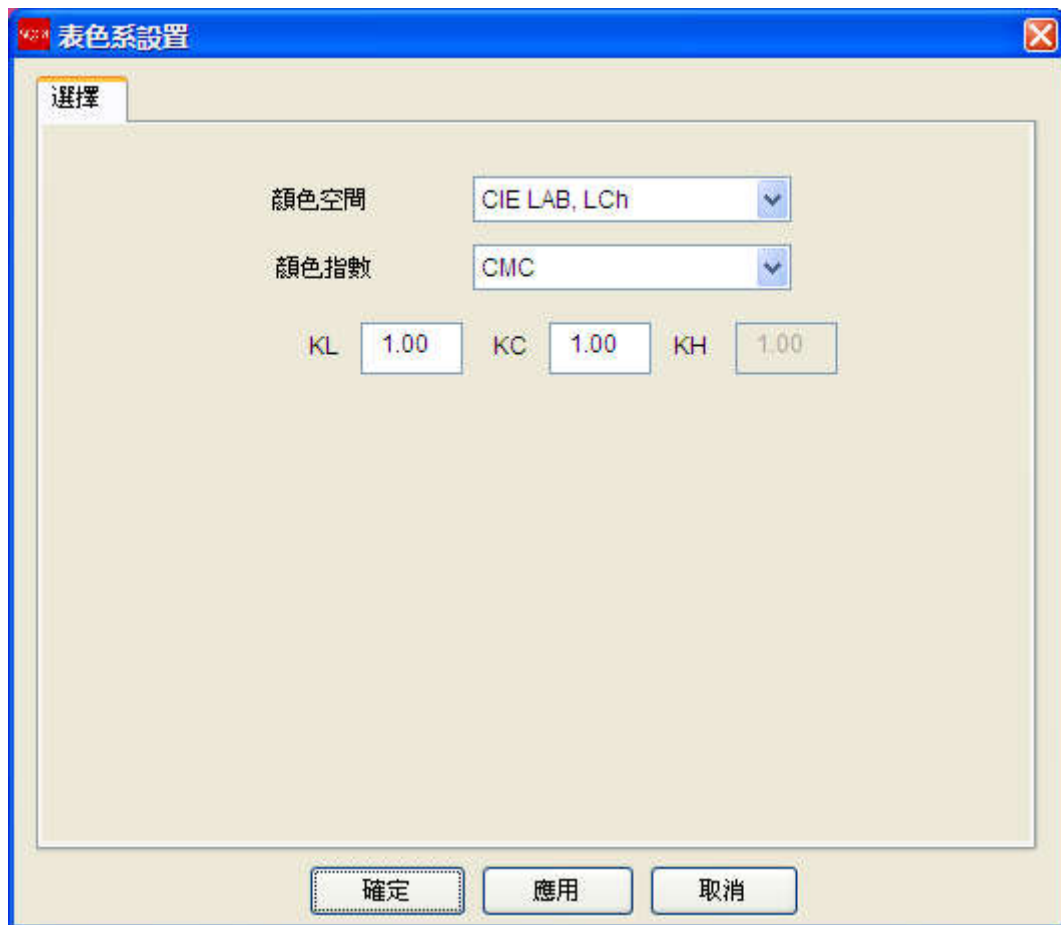 表色系設置
選擇
顏色空間 CIE LAB, LCh
顏色指數 CMC
KL 1.00 KC 1.00 KH 1.00
確定 應用 取消